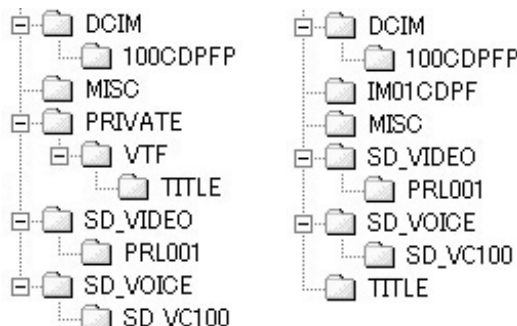 DCIM
100CDPFP
MISC
PRIVATE
VTF
TITLE
SD_VIDEO
PRL001
SD_VOICE
SD_VC100
DCIM
100CDPFP
IM01CDPF
MISC
SD_VIDEO
PRL001
SD_VOICE
SD_VC100
TITLE